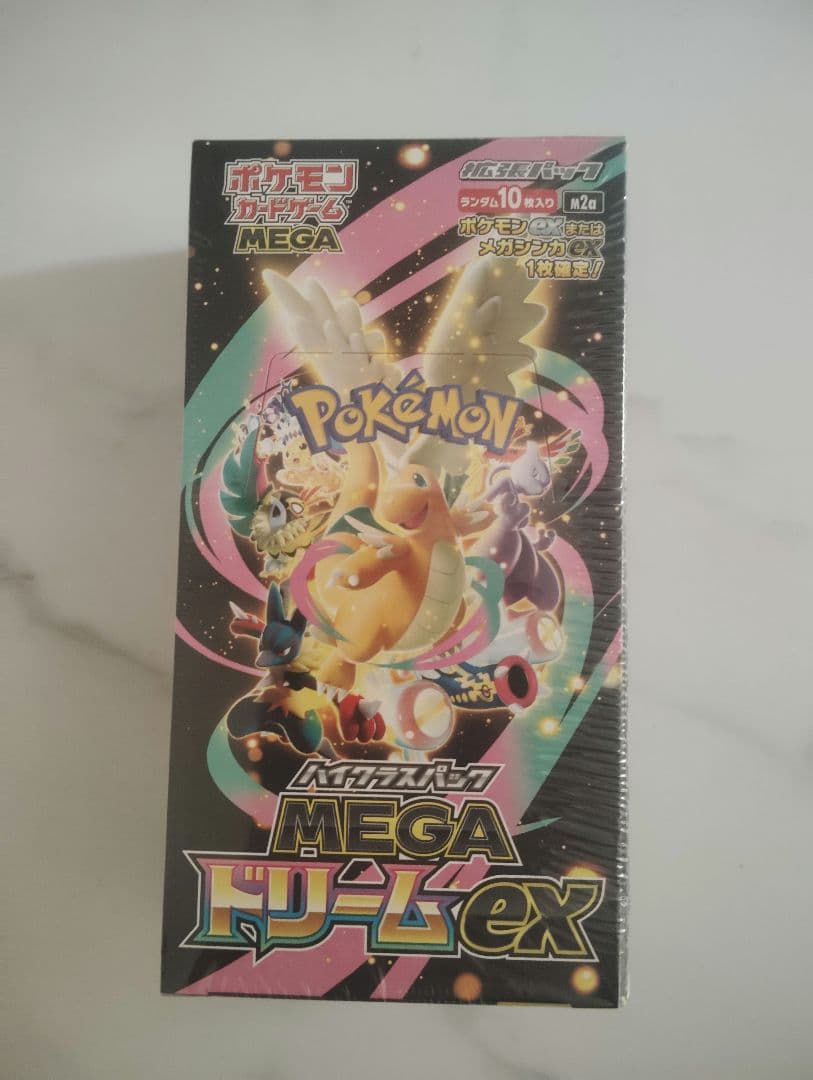 ポケモン
カードゲーム
MEGA
拡張パック
ランダム10枚入り
M2a
ポケモンexまたは
メガシンカex
1枚確定!
POKéMON
ハイクラスパック
MEGA
ドリームex